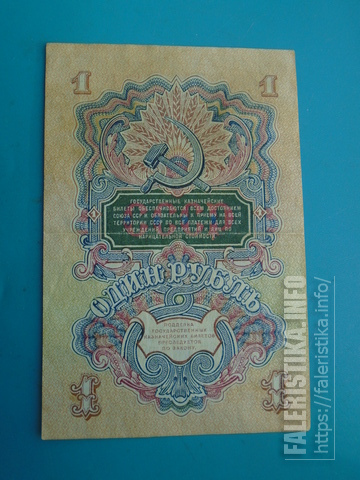 1 1
ГОСУДАРСТВЕННЫЕ КАЗНАЧЕЙСКИЕ
БИЛЕТЫ ОБЕСПЕЧИВАЮТСЯ ВСЕМ ДОСТОЯНИЕМ
СОЮЗА ССР И ОБЯЗАТЕЛЬНЫ К ПРИЕМУ НА ВСЕЙ
ТЕРРИТОРИИ СССР ВО ВСЕ ПЛАТЕЖИ ДЛЯ ВСЕХ
УЧРЕЖДЕНИЙ, ПРЕДПРИЯТИЙ И ЛИЦ ПО
НАРИЦАТЕЛЬНОЙ СТОИМОСТИ.
ОДИН РУБЛЬ
ПОДДЕЛКА
ГОСУДАРСТВЕННЫХ
КАЗНАЧЕЙСКИХ БИЛЕТОВ
ПРЕСЛЕДУЕТСЯ
ПО ЗАКОНУ.
1 1
FALERISTIKA.INFO
https://faleristika.info/